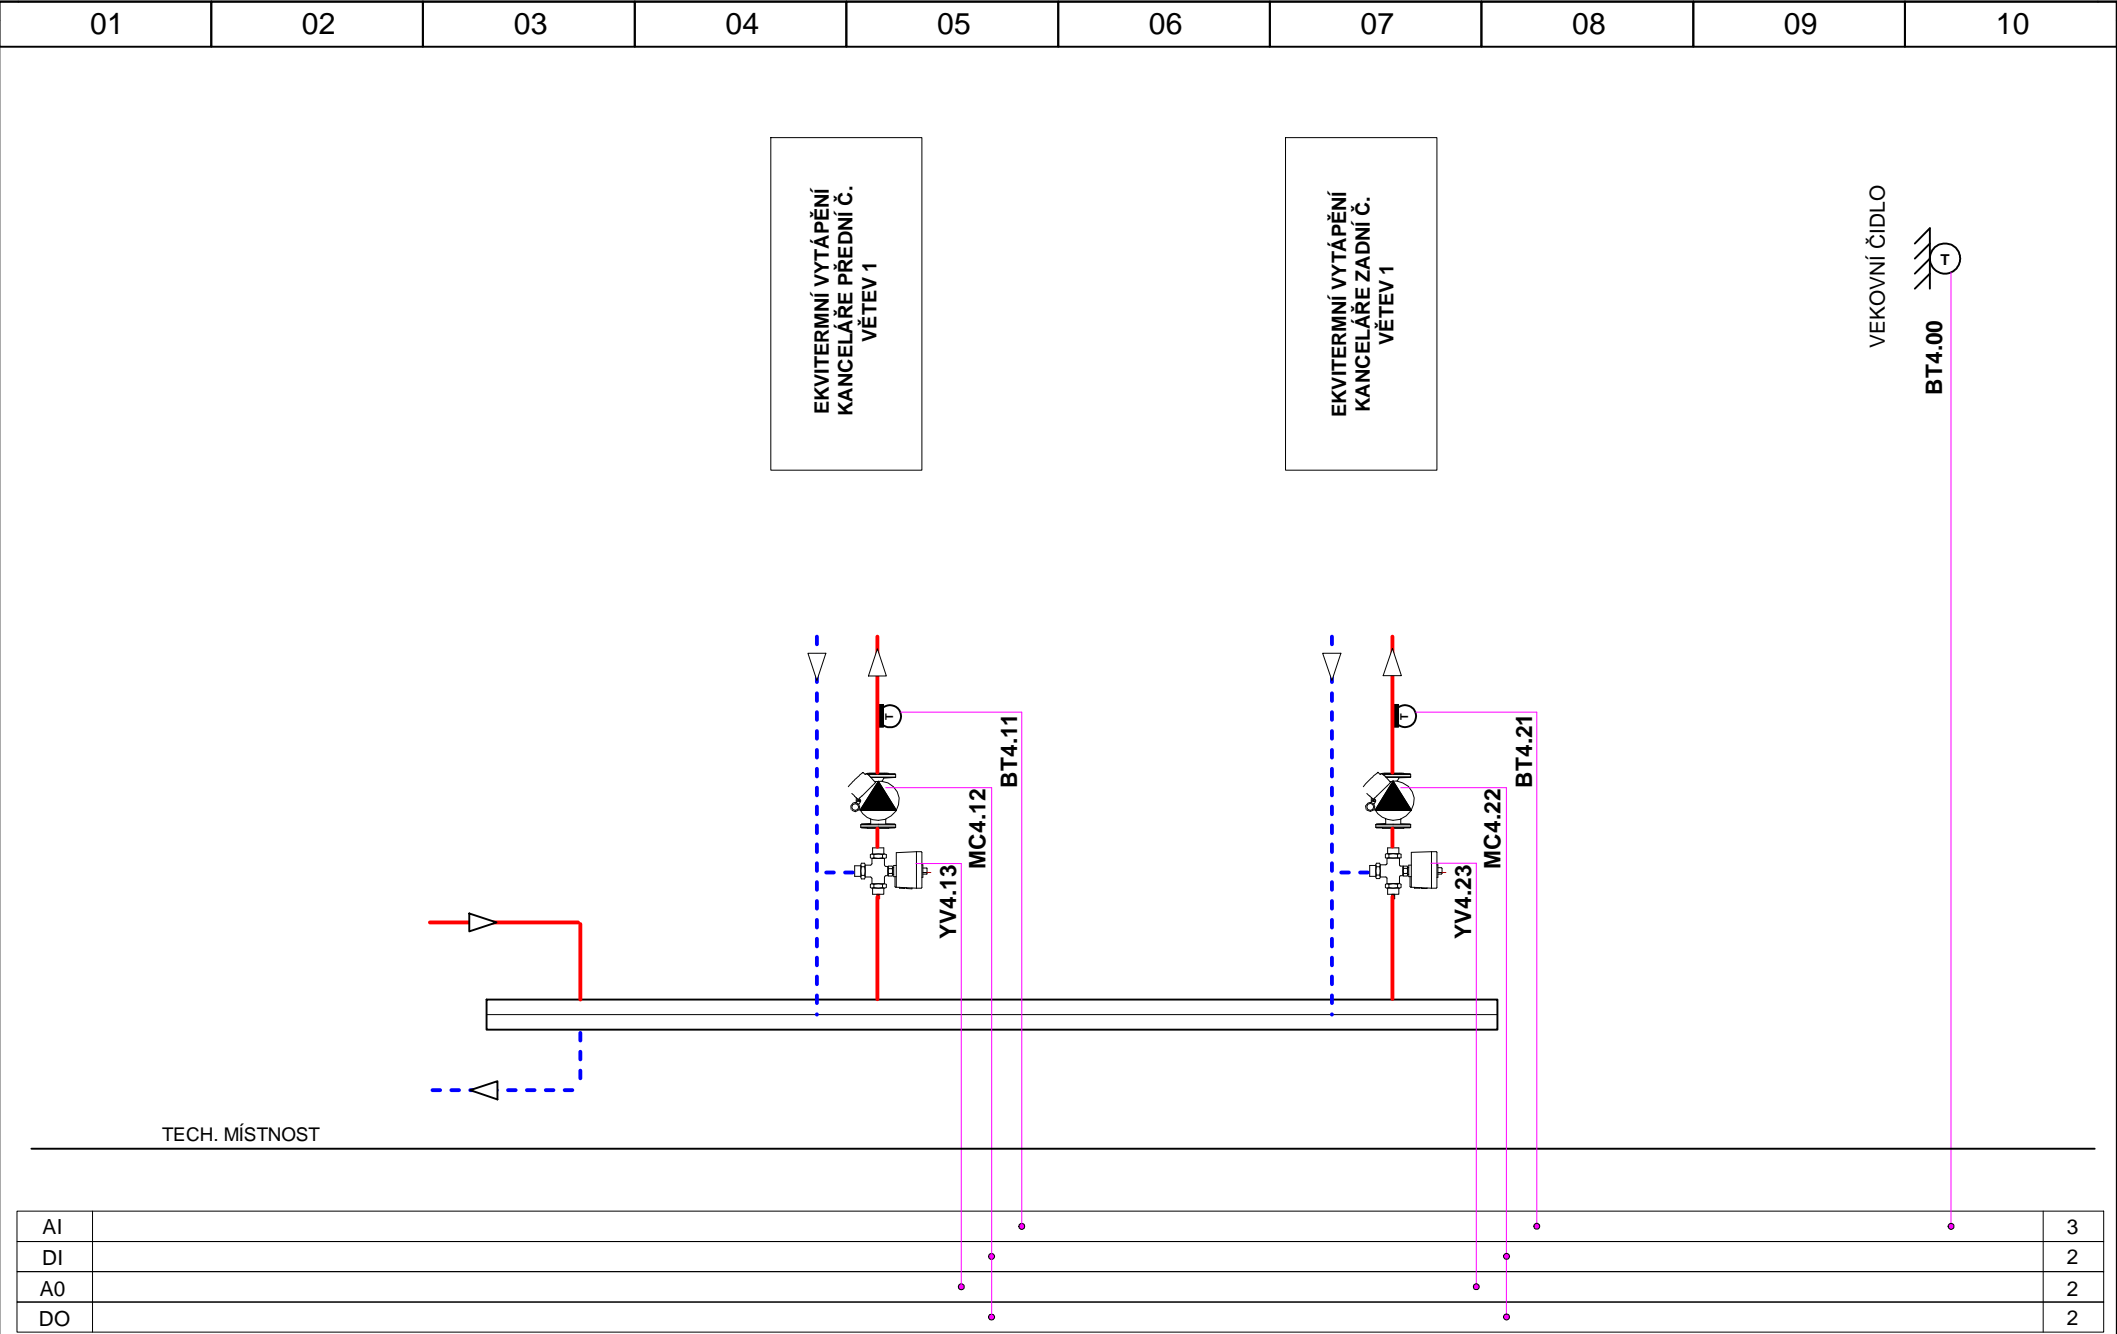 01 02 03 04 05 06 07 08 09 10
EKVITERMNÍ VYTÁPĚNÍ
KANCELÁŘE PŘEDNÍ Č.
VĚTEV 1
EKVITERMNÍ VYTÁPĚNÍ
KANCELÁŘE ZADNÍ Č.
VĚTEV 1
VEKOVNÍ ČIDLO
T
BT4.00
T
BT4.11
MC4.12
YV4.13
T
BT4.21
MC4.22
YV4.23
TECH. MÍSTNOST
AI 3
DI 2
A0 2
DO 2